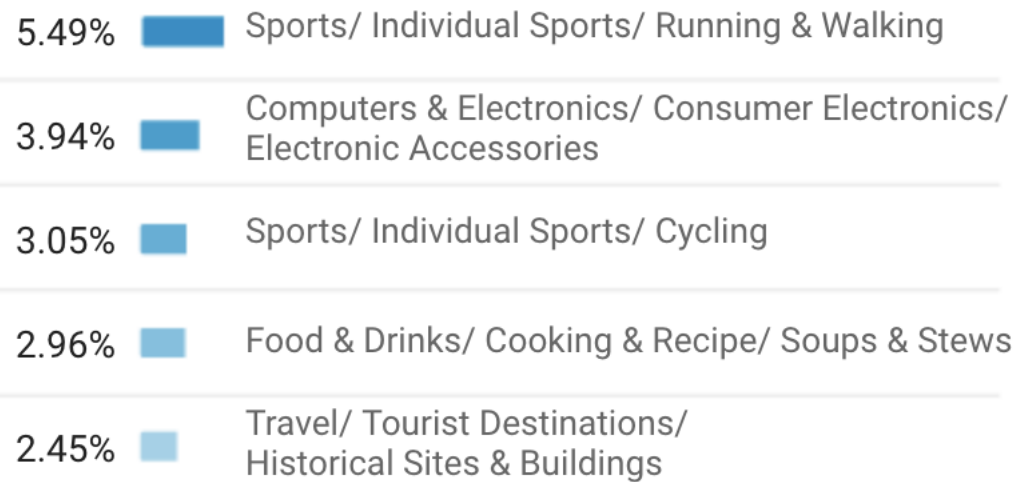 5.49% Sports/ Individual Sports/ Running & Walking
3.94% Computers & Electronics/ Consumer Electronics/
Electronic Accessories
3.05% Sports/ Individual Sports/ Cycling
2.96% Food & Drinks/ Cooking & Recipe/ Soups & Stews
2.45% Travel/ Tourist Destinations/
Historical Sites & Buildings